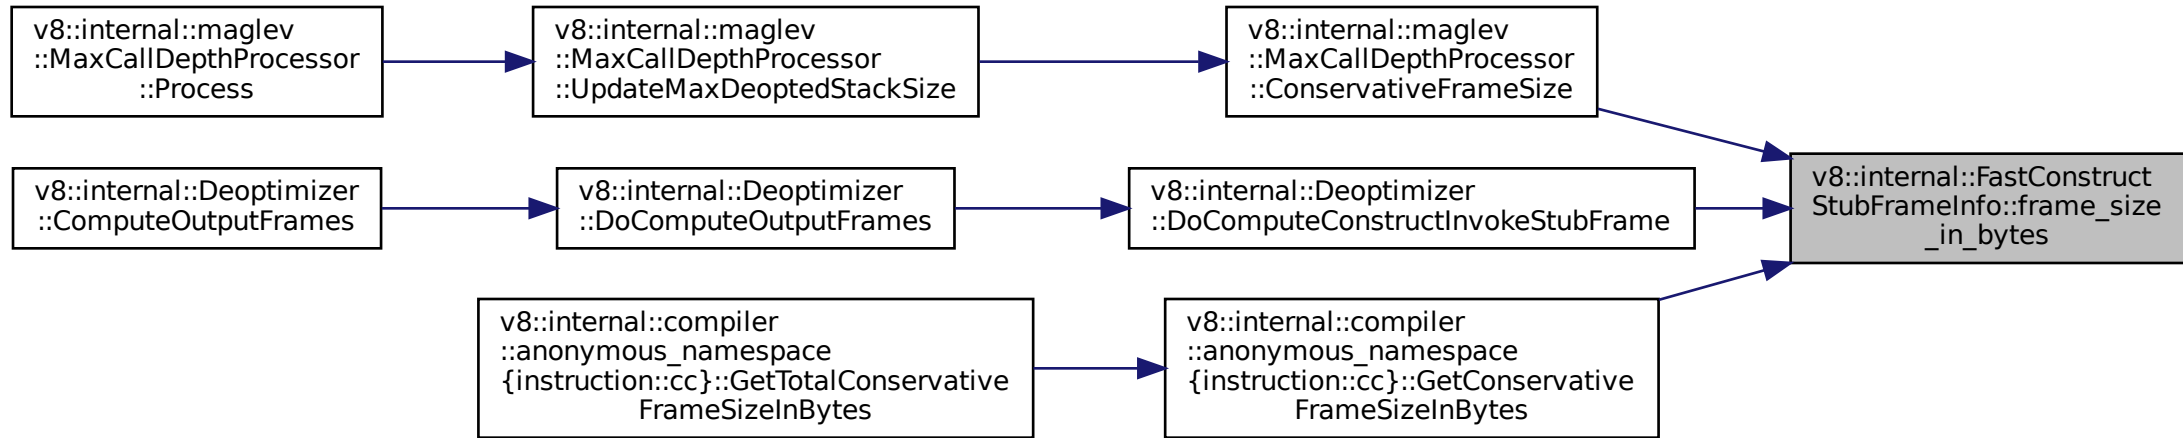 v8::internal::maglev
::MaxCallDepthProcessor
::Process
v8::internal::maglev
::MaxCallDepthProcessor
::UpdateMaxDeoptedStackSize
v8::internal::maglev
::MaxCallDepthProcessor
::ConservativeFrameSize
v8::internal::FastConstruct
StubFrameInfo::frame_size
_in_bytes
v8::internal::Deoptimizer
::ComputeOutputFrames
v8::internal::Deoptimizer
::DoComputeOutputFrames
v8::internal::Deoptimizer
::DoComputeConstructInvokeStubFrame
v8::internal::compiler
::anonymous_namespace
{instruction::cc}::GetTotalConservative
FrameSizeInBytes
v8::internal::compiler
::anonymous_namespace
{instruction::cc}::GetConservative
FrameSizeInBytes